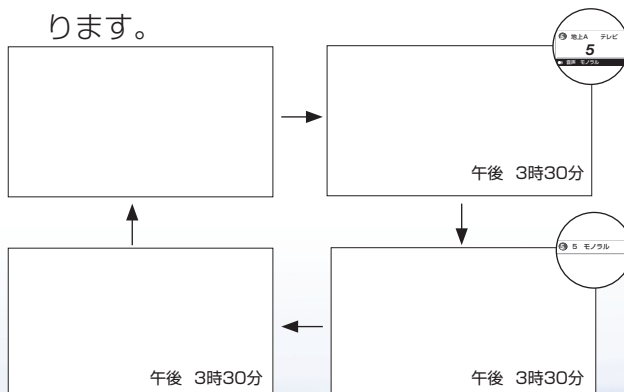 ります。
地上A テレビ
5
音声 モノラル
午後 3時30分
5 モノラル
午後 3時30分
午後 3時30分